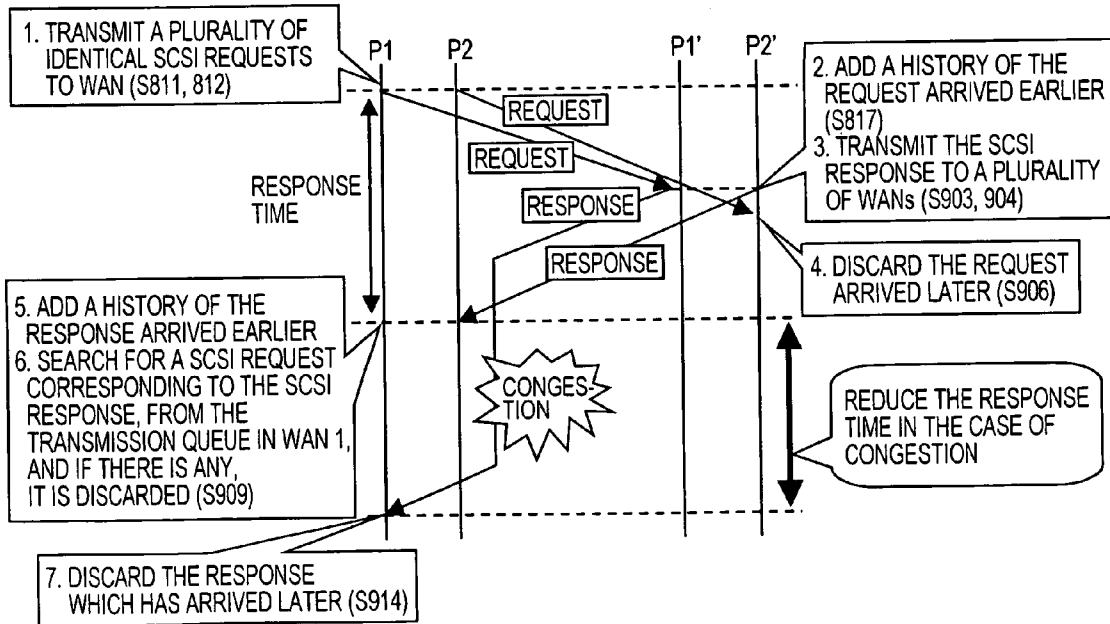 1. TRANSMIT A PLURALITY OF
IDENTICAL SCSI REQUESTS
TO WAN (S811, 812)
P1
P2
P1'
P2'
2. ADD A HISTORY OF THE
REQUEST ARRIVED EARLIER
(S817)
3. TRANSMIT THE SCSI
RESPONSE TO A PLURALITY
OF WANs (S903, 904)
REQUEST
REQUEST
RESPONSE
TIME
RESPONSE
RESPONSE
4. DISCARD THE REQUEST
ARRIVED LATER (S906)
5. ADD A HISTORY OF THE
RESPONSE ARRIVED EARLIER
6. SEARCH FOR A SCSI REQUEST
CORRESPONDING TO THE SCSI
RESPONSE, FROM THE
TRANSMISSION QUEUE IN WAN 1,
AND IF THERE IS ANY,
IT IS DISCARDED (S909)
CONGES-
TION
REDUCE THE RESPONSE
TIME IN THE CASE OF
CONGESTION
7. DISCARD THE RESPONSE
WHICH HAS ARRIVED LATER (S914)